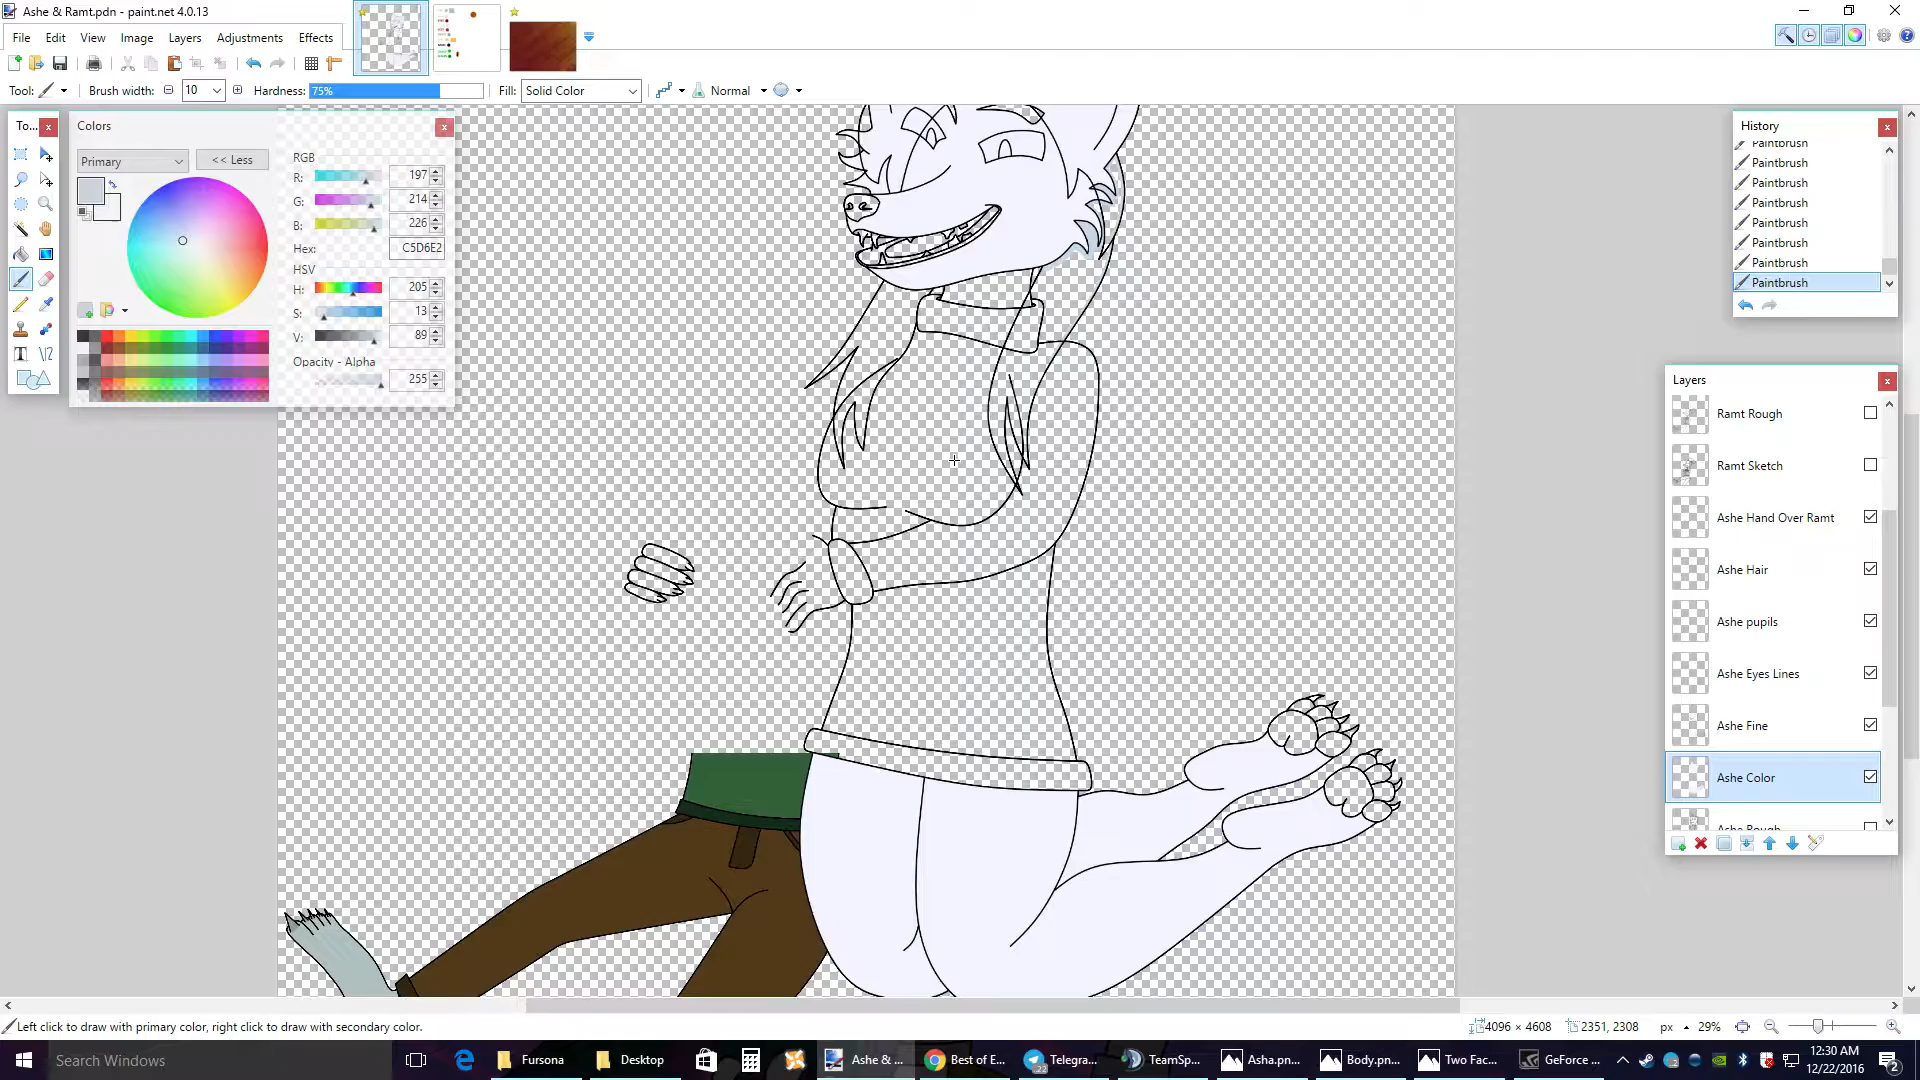 Ashe & Ramt.pdn - paint.net 4.0.13
File Edit View Image Layers Adjustments Effects
Tool: Brush width: 10 Hardness: 75% Fill: Solid Color Normal
To...
Colors
Primary
<< Less
RGB
R: 197
G: 214
B: 226
Hex: C5D6E2
HSV
H: 205
S: 13
V: 89
Opacity - Alpha
255
History
Paintbrush
Paintbrush
Paintbrush
Paintbrush
Paintbrush
Paintbrush
Paintbrush
Paintbrush
Layers
Ramt Rough
Ramt Sketch
Ashe Hand Over Ramt
Ashe Hair
Ashe pupils
Ashe Eyes Lines
Ashe Fine
Ashe Color
Ashe Rough
Left click to draw with primary color, right click to draw with secondary color.
4096 × 4608 2351, 2308 px 29%
Search Windows
Fursona Desktop Ashe & ... Best of E... Telegra... TeamSp... Asha.pn... Body.pn... Two Fac... GeForce ...
22
12:30 AM
12/22/2016
2